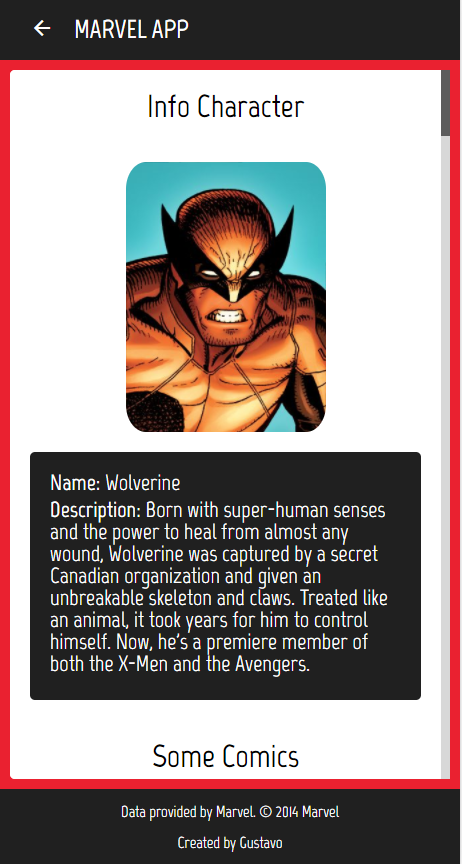 MARVEL APP
Info Character
Name: Wolverine
Description: Born with super-human senses
and the power to heal from almost any
wound, Wolverine was captured by a secret
Canadian organization and given an
unbreakable skeleton and claws. Treated like
an animal, it took years for him to control
himself. Now, he's a premiere member of
both the X-Men and the Avengers.
Some Comics
Data provided by Marvel. © 2014 Marvel
Created by Gustavo